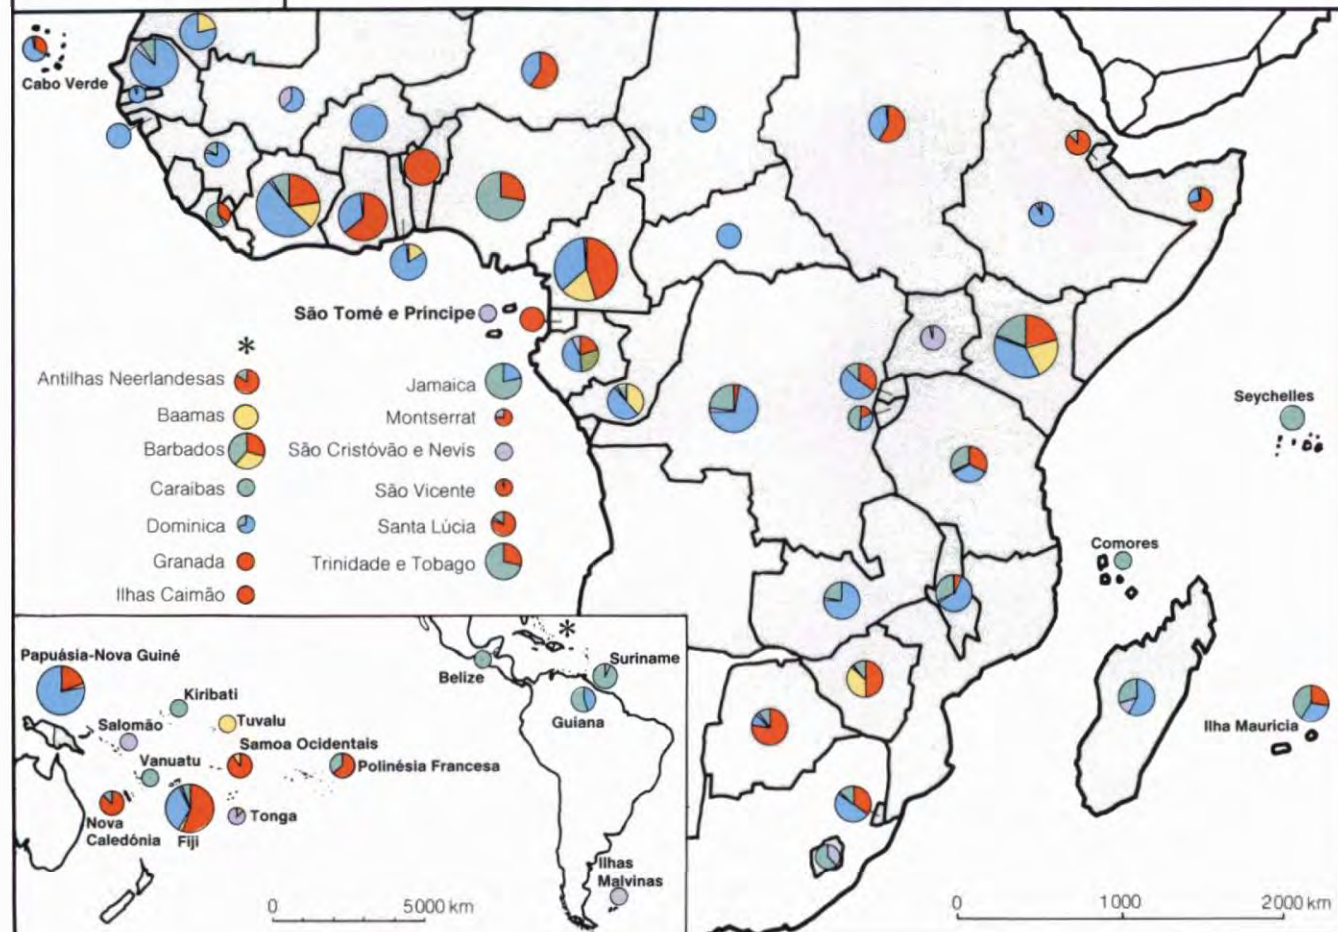 Cabo Verde
São Tomé e Príncipe
*
Antilhas Neerlandesas
Baamas
Barbados
Caraibas
Dominica
Granada
Ilhas Caimão
Jamaica
Montserrat
São Cristóvão e Nevis
São Vicente
Santa Lúcia
Trinidade e Tobago
Seychelles
Comores
Ilha Mauricia
*
Papuásia-Nova Guiné
Kiribati
Salomão
Tuvalu
Vanuatu
Samoa Ocidentais
Polinésia Francesa
Nova
Caledónia
Fiji
Tonga
Belize
Suriname
Guiana
Ilhas
Malvinas
0 5000 km
0 1000 2000 km